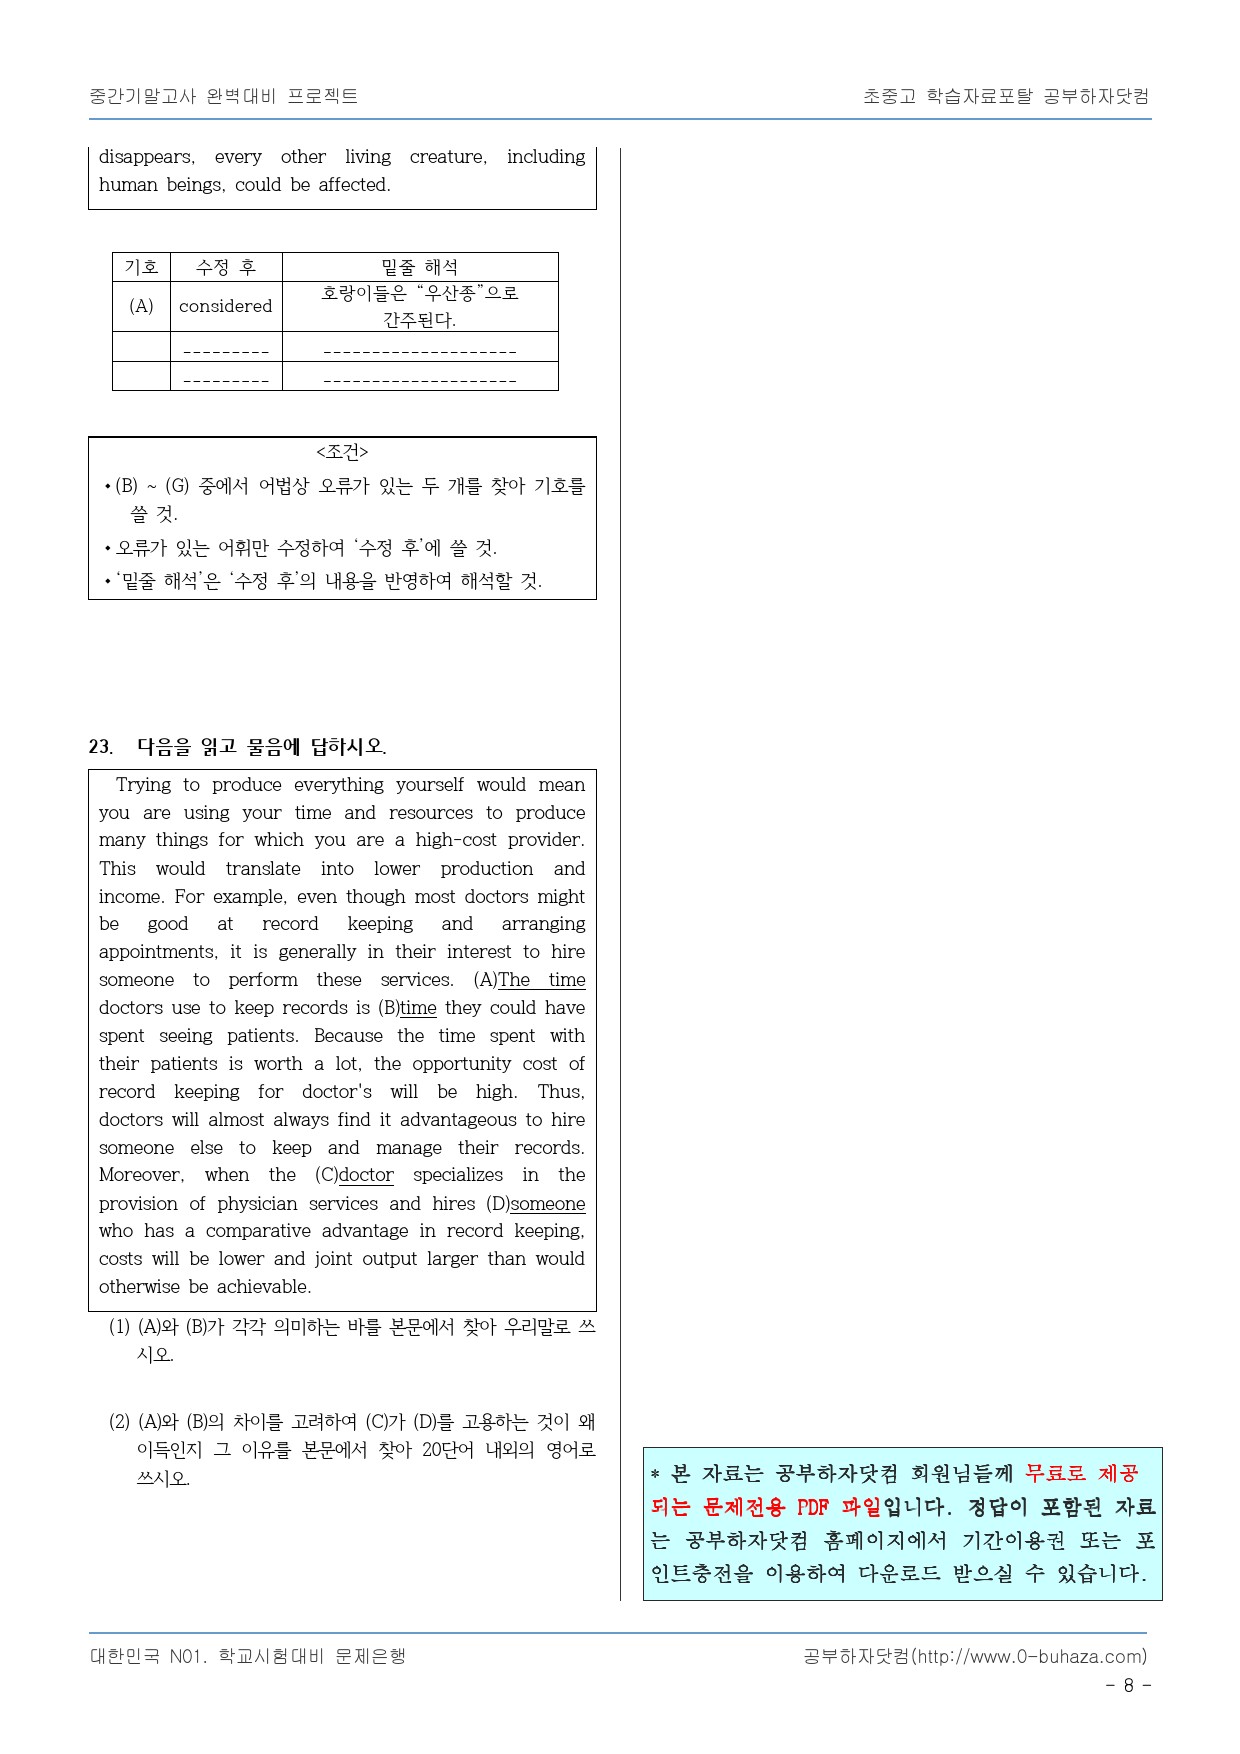 중간기말고사 완벽대비 프로젝트
초중고 학습자료포탈 공부하자닷컴
disappears, every other living creature, including
human beings, could be affected.
기호 수정 후 밑줄 해석
(A) considered 호랑이들은 “우산종”으로
간주된다.
_________ ____________________
_________ ____________________
<조건>
•(B) ~ (G) 중에서 어법상 오류가 있는 두 개를 찾아 기호를
쓸 것.
•오류가 있는 어휘만 수정하여 ‘수정 후’에 쓸 것.
•‘밑줄 해석’은 ‘수정 후’의 내용을 반영하여 해석할 것.
23. 다음을 읽고 물음에 답하시오.
Trying to produce everything yourself would mean
you are using your time and resources to produce
many things for which you are a high-cost provider.
This would translate into lower production and
income. For example, even though most doctors might
be good at record keeping and arranging
appointments, it is generally in their interest to hire
someone to perform these services. (A)The time
doctors use to keep records is (B)time they could have
spent seeing patients. Because the time spent with
their patients is worth a lot, the opportunity cost of
record keeping for doctor's will be high. Thus,
doctors will almost always find it advantageous to hire
someone else to keep and manage their records.
Moreover, when the (C)doctor specializes in the
provision of physician services and hires (D)someone
who has a comparative advantage in record keeping,
costs will be lower and joint output larger than would
otherwise be achievable.
(1) (A)와 (B)가 각각 의미하는 바를 본문에서 찾아 우리말로 쓰
시오.
(2) (A)와 (B)의 차이를 고려하여 (C)가 (D)를 고용하는 것이 왜
이득인지 그 이유를 본문에서 찾아 20단어 내외의 영어로
쓰시오.
* 본 자료는 공부하자닷컴 회원님들께 무료로 제공
되는 문제전용 PDF 파일입니다. 정답이 포함된 자료
는 공부하자닷컴 홈페이지에서 기간이용권 또는 포
인트충전을 이용하여 다운로드 받으실 수 있습니다.
대한민국 N01. 학교시험대비 문제은행
공부하자닷컴(http://www.0-buhaza.com)
- 8 -